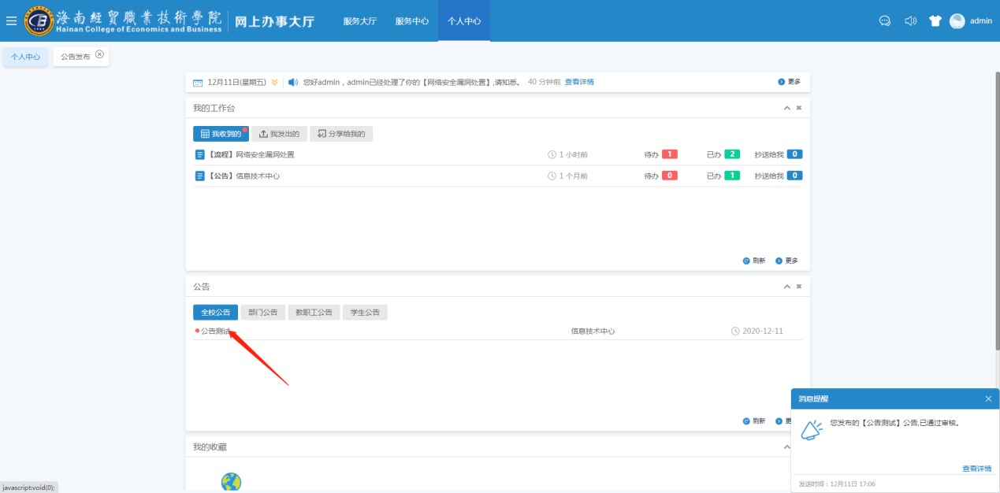 海南經貿職業技術學院 网上办事大厅 服务大厅 服务中心 个人中心 admin
Hainan College of Economics and Business
个人中心 公告发布
12月11日(星期五) 您好admin，admin已经处理了你的【网络安全漏洞处置】,请知悉。 40 分钟前 查看详情 更多
我的工作台
我收到的 我发出的 分享给我的
【流程】网络安全漏洞处置 1 小时前 待办 1 已办 2 抄送给我 0
【公告】信息技术中心 1 个月前 待办 0 已办 1 抄送给我 0
刷新 更多
公告
全校公告 部门公告 教职工公告 学生公告
公告测试 信息技术中心 2020-12-11
刷新
我的收藏
消息提醒
您发布的【公告测试】公告,已通过审核。
查看详情
发送时间：12月11日 17:06
javascript:void(0);